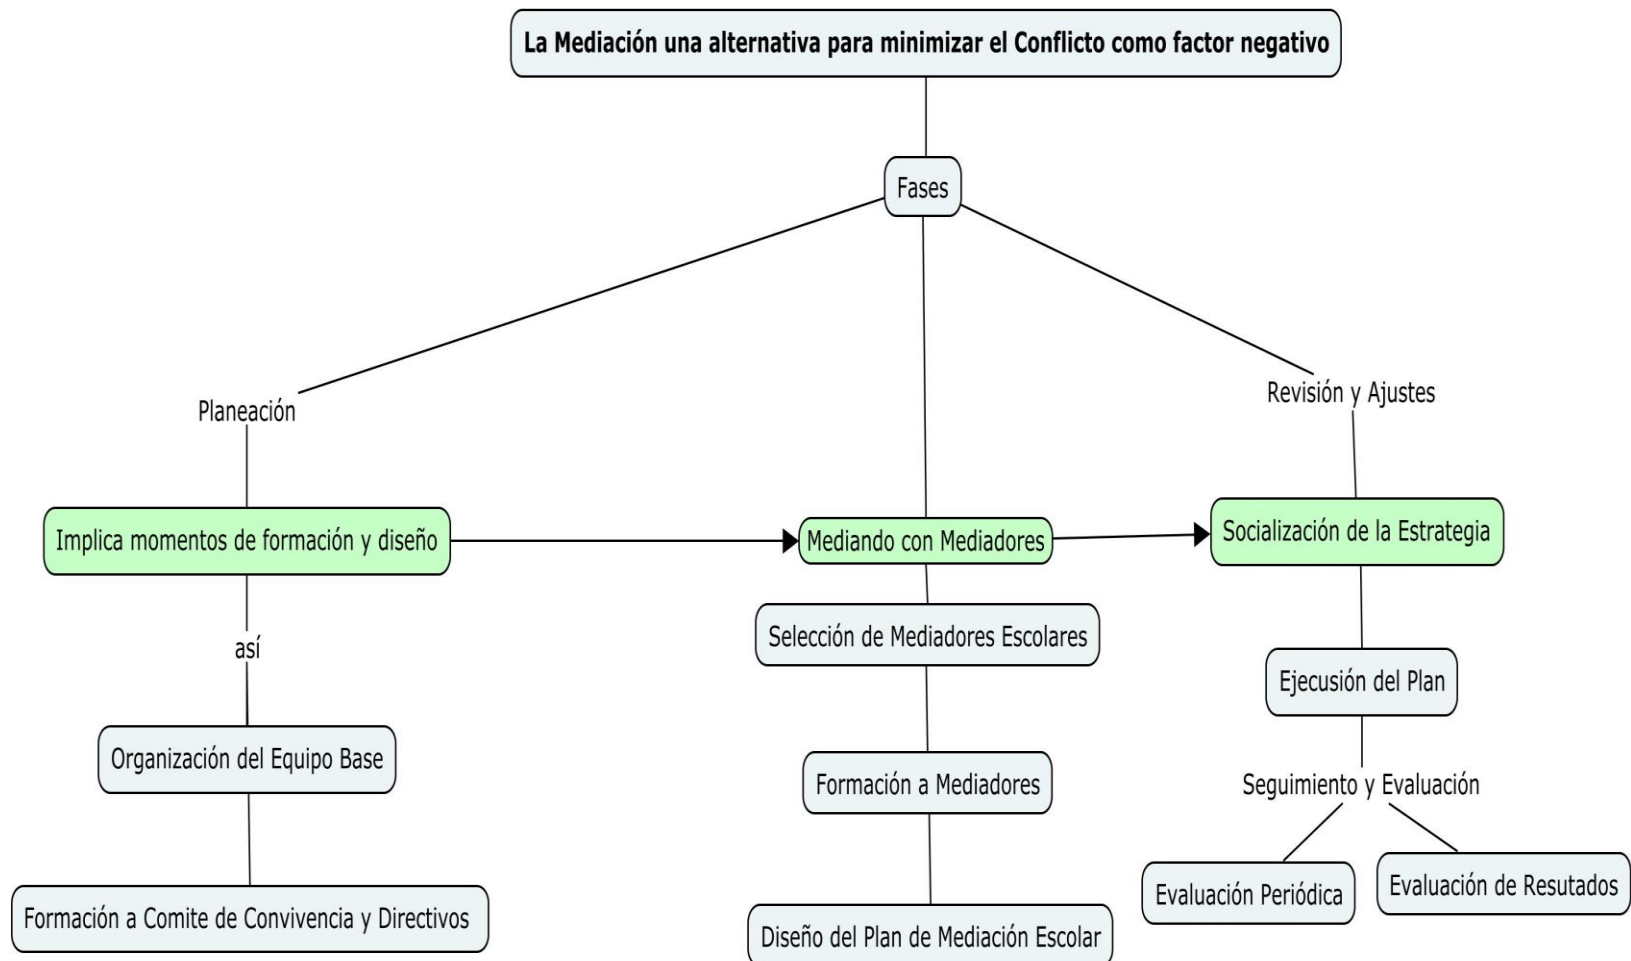 La Mediación una alternativa para minimizar el Conflicto como factor negativo
Fases
Planeación
Revisión y Ajustes
Implica momentos de formación y diseño
Mediando con Mediadores
Socialización de la Estrategia
así
Selección de Mediadores Escolares
Ejecusión del Plan
Organización del Equipo Base
Formación a Mediadores
Seguimiento y Evaluación
Evaluación Periódica
Evaluación de Resutados
Formación a Comite de Convivencia y Directivos
Diseño del Plan de Mediación Escolar